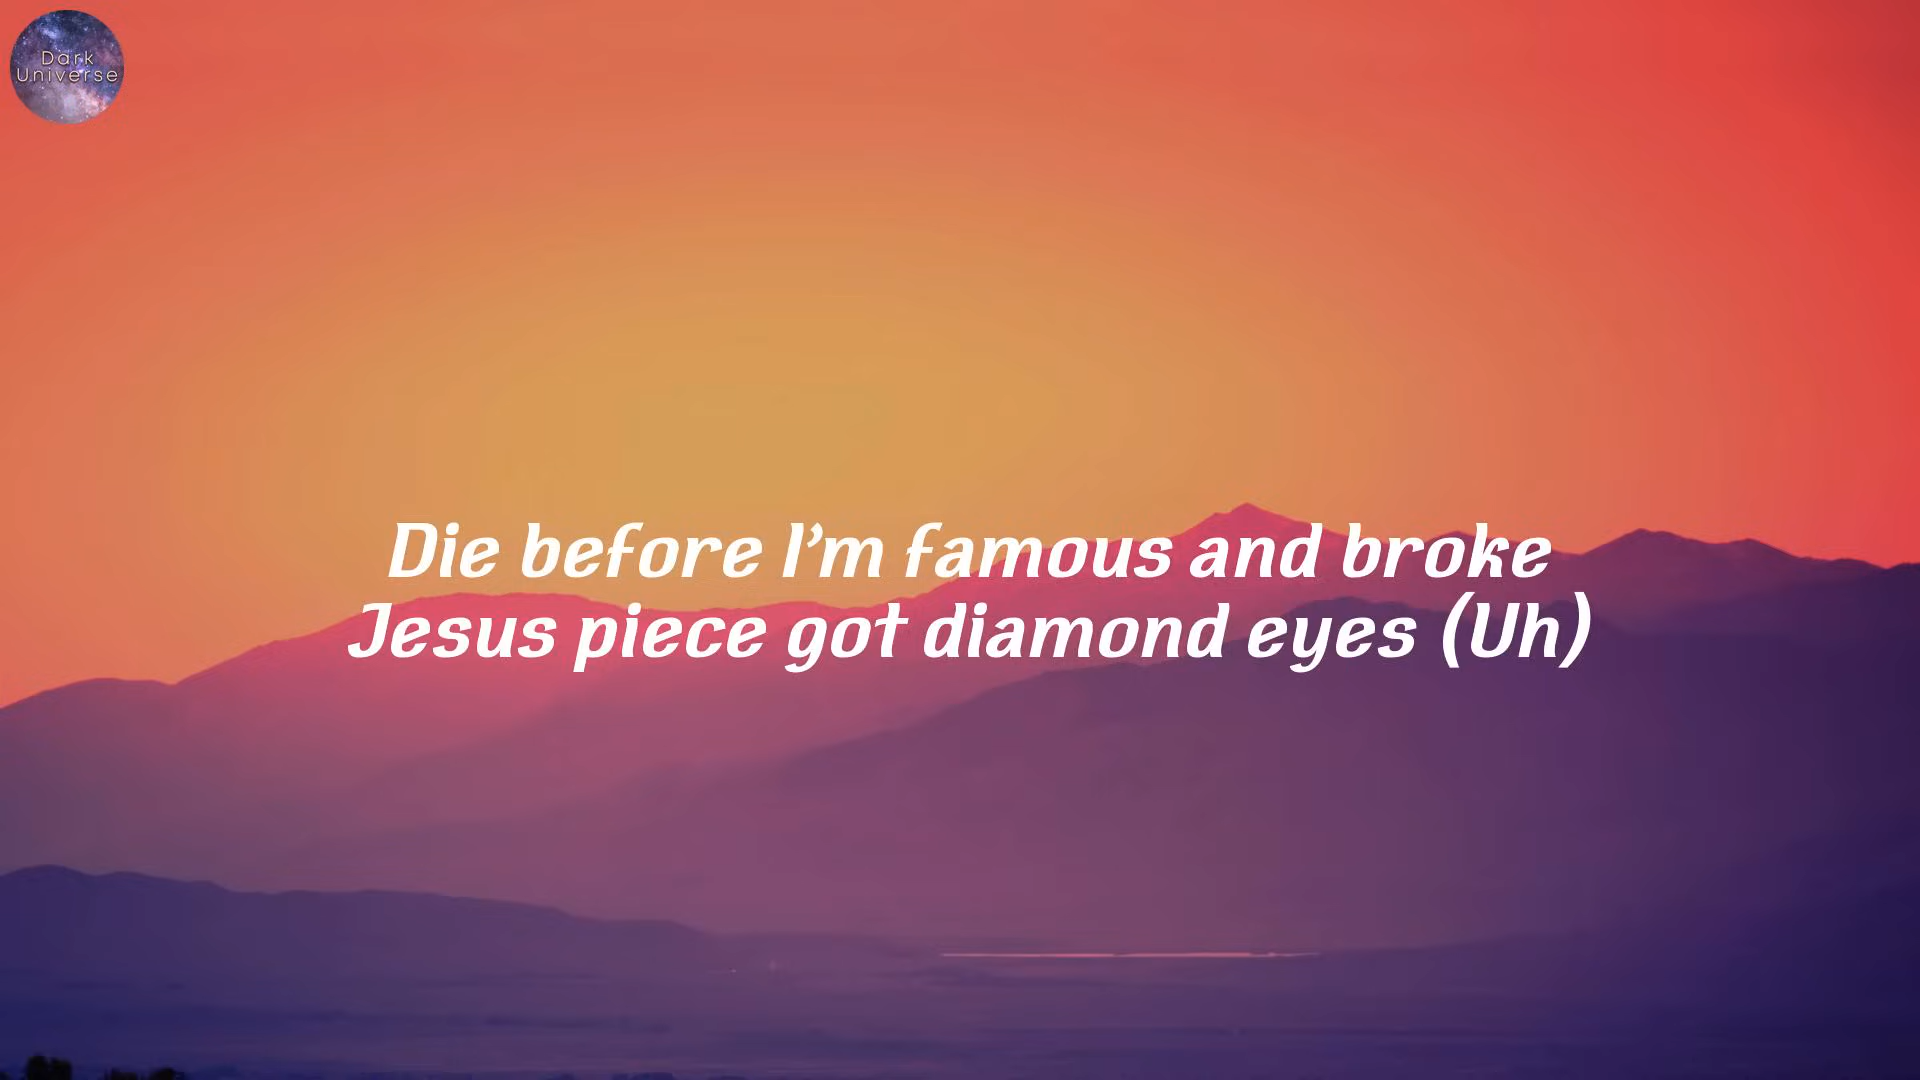 Dark
Universe
Die before I'm famous and broke
Jesus piece got diamond eyes (Uh)